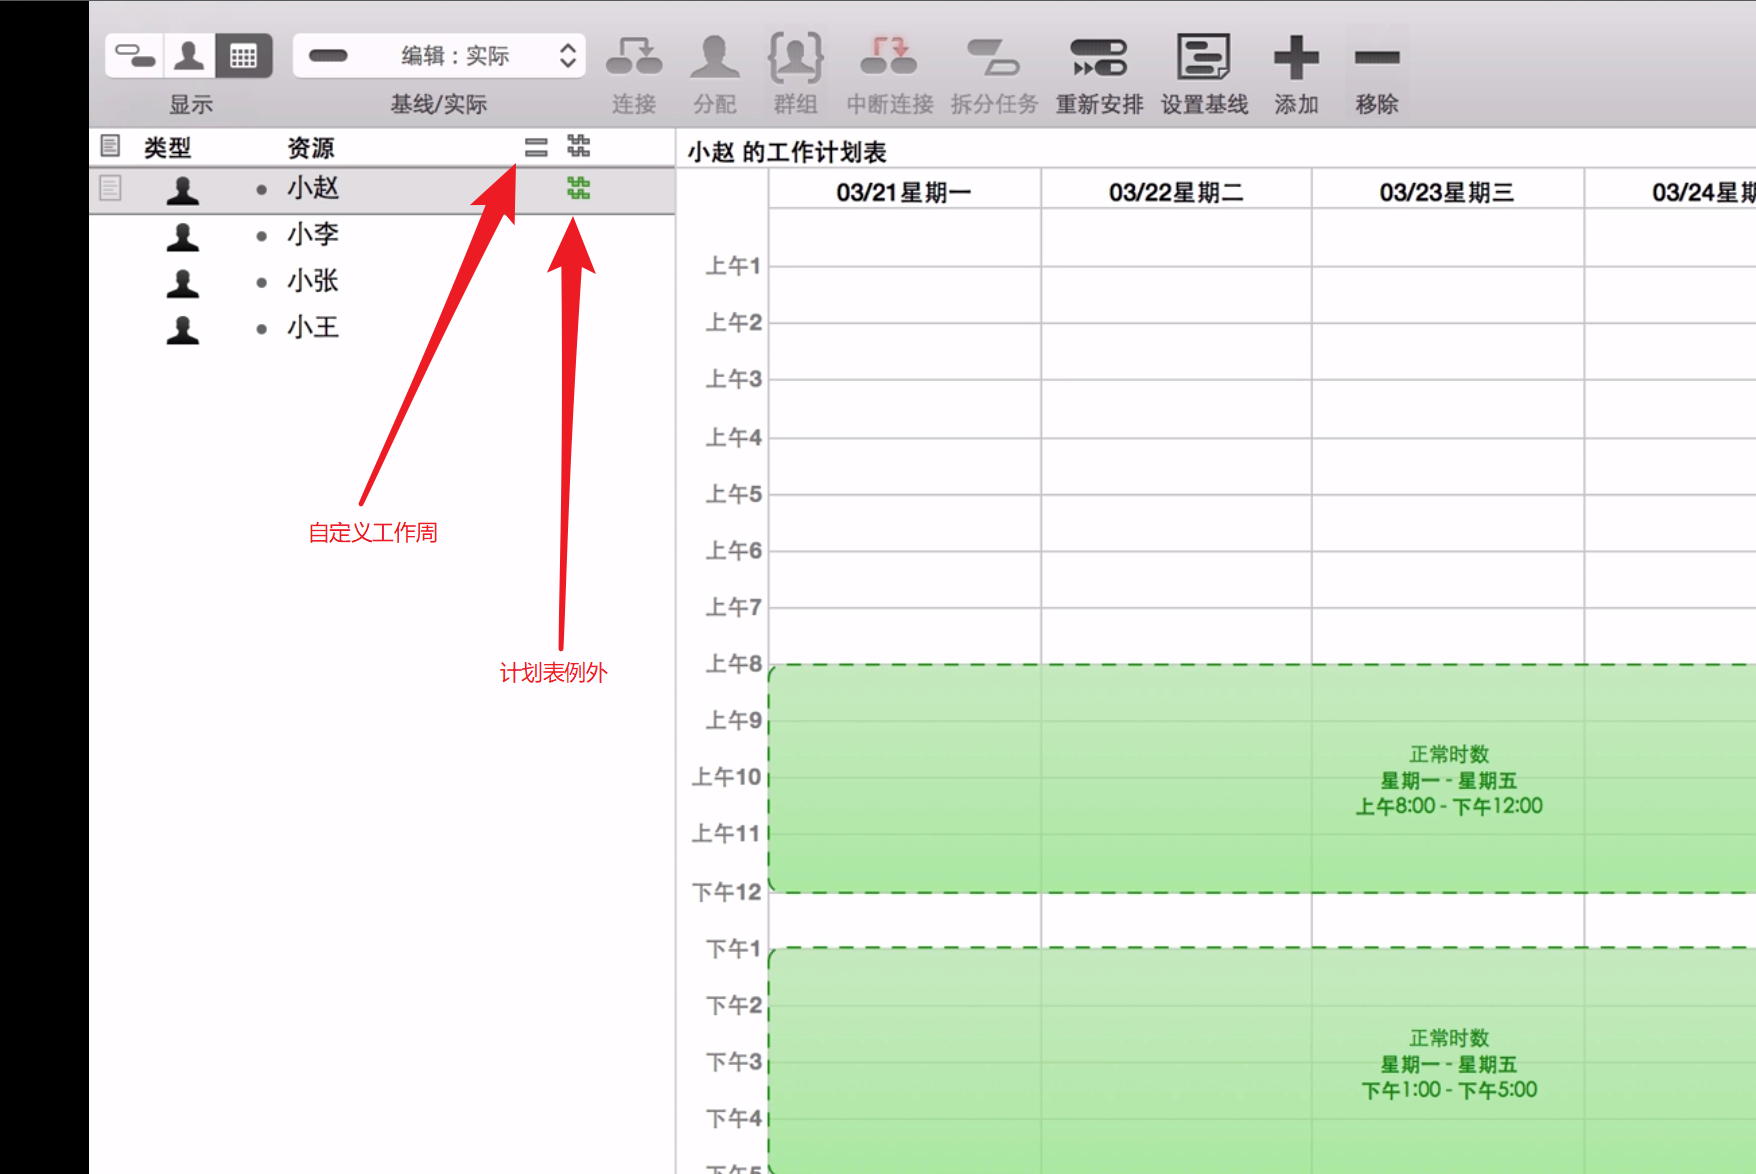 编辑：实际
显示
基线/实际
连接
分配
群组
中断连接
拆分任务
重新安排
设置基线
添加
移除
类型
资源
小赵
小李
小张
小王
自定义工作周
计划表例外
小赵 的工作计划表
03/21星期一
03/22星期二
03/23星期三
03/24星期
上午1
上午2
上午3
上午4
上午5
上午6
上午7
上午8
上午9
上午10
上午11
下午12
下午1
下午2
下午3
下午4
下午5
正常时数
星期一 - 星期五
上午8:00 - 下午12:00
正常时数
星期一 - 星期五
下午1:00 - 下午5:00